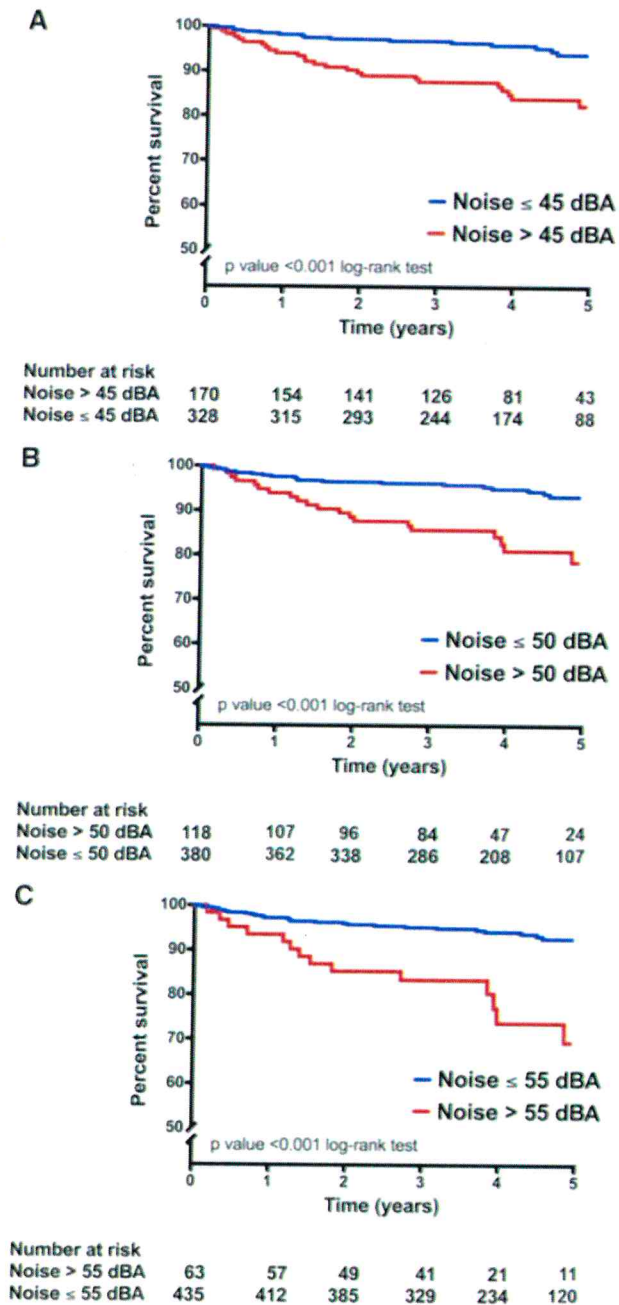 A
100
90
80
70
60
50
Percent survival
Noise ≤ 45 dBA
Noise > 45 dBA
p value <0.001 log-rank test
0 1 2 3 4 5
Time (years)
Number at risk
Noise > 45 dBA 170 154 141 126 81 43
Noise ≤ 45 dBA 328 315 293 244 174 88
B
100
90
80
70
60
50
Percent survival
Noise ≤ 50 dBA
Noise > 50 dBA
p value <0.001 log-rank test
0 1 2 3 4 5
Time (years)
Number at risk
Noise > 50 dBA 118 107 96 84 47 24
Noise ≤ 50 dBA 380 362 338 286 208 107
C
100
90
80
70
60
50
Percent survival
Noise ≤ 55 dBA
Noise > 55 dBA
p value <0.001 log-rank test
0 1 2 3 4 5
Time (years)
Number at risk
Noise > 55 dBA 63 57 49 41 21 11
Noise ≤ 55 dBA 435 412 385 329 234 120